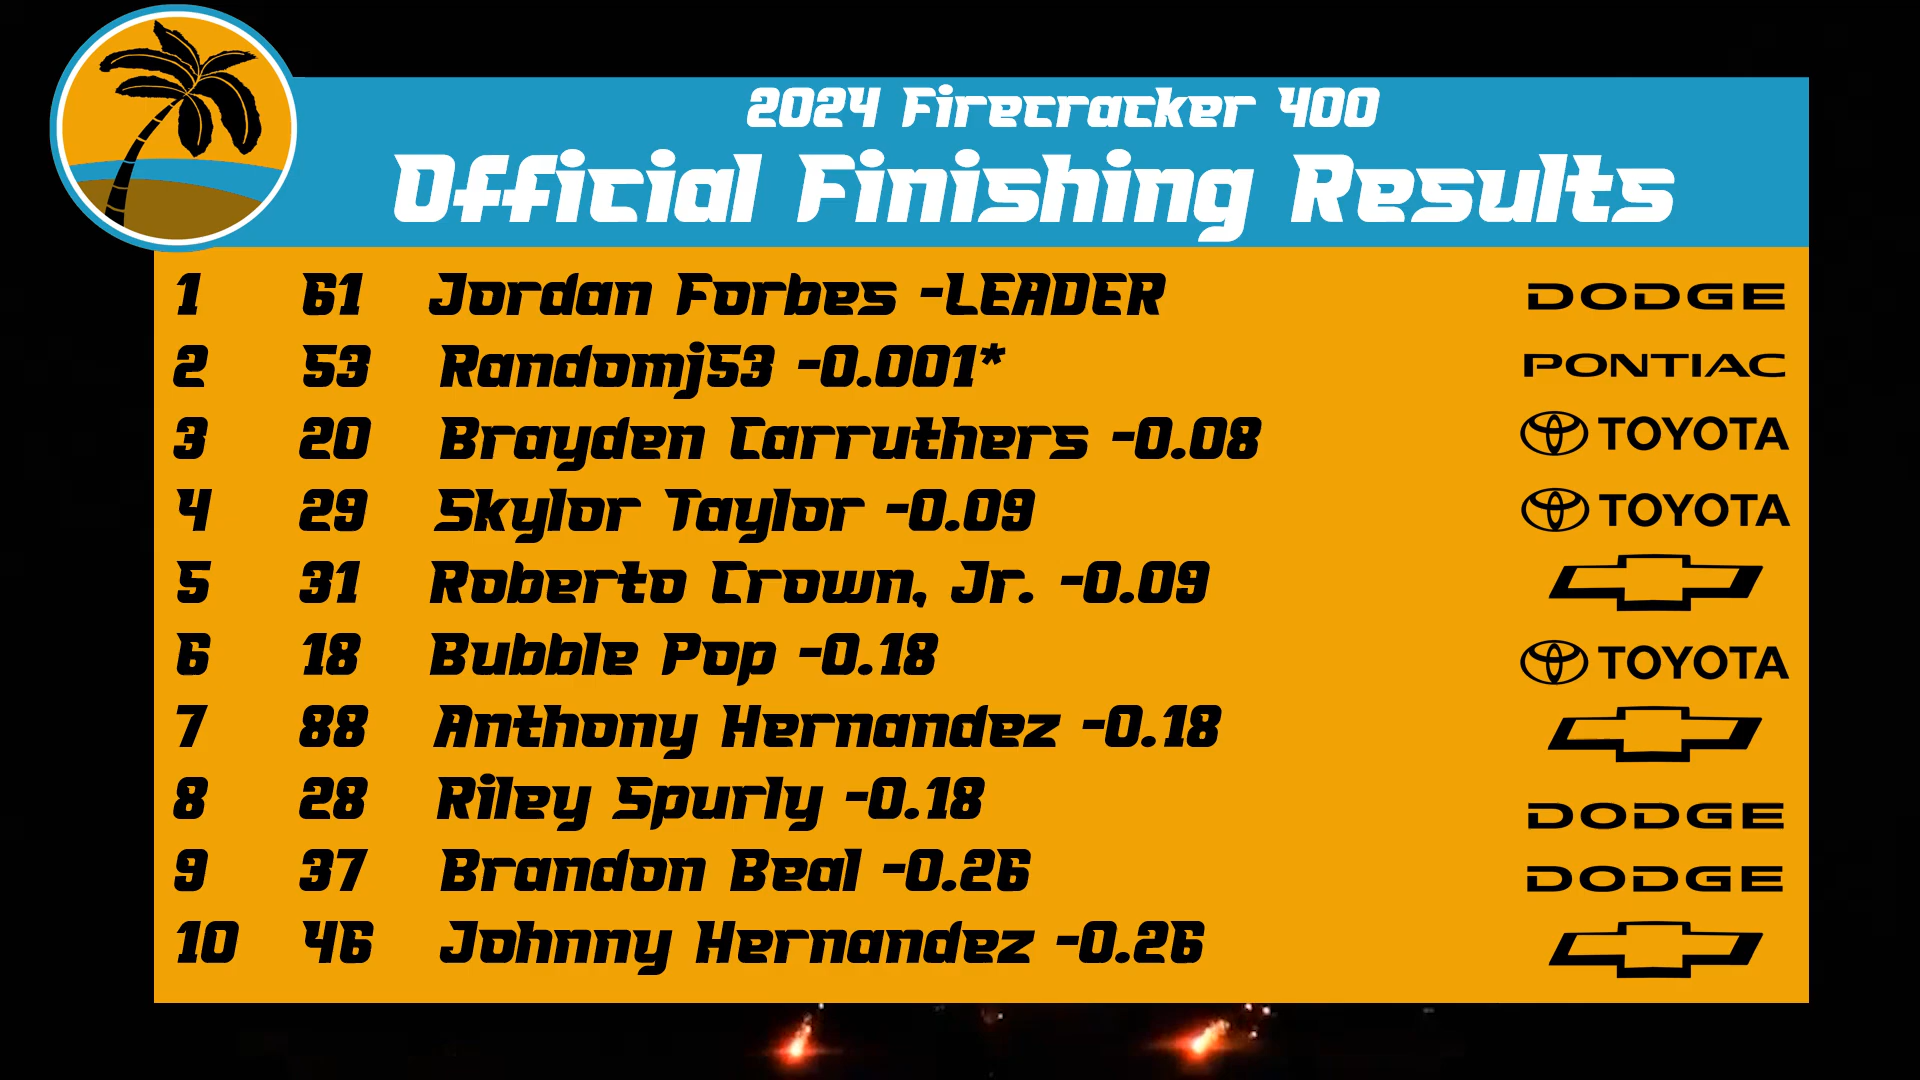 2024 Firecracker 400
Official Finishing Results
1 61 Jordan Forbes -LEADER DODGE
2 53 Randomj53 -0.001* PONTIAC
3 20 Brayden Carruthers -0.08 TOYOTA
4 29 Skylor Taylor -0.09 TOYOTA
5 31 Roberto Crown, Jr. -0.09
6 18 Bubble Pop -0.18 TOYOTA
7 88 Anthony Hernandez -0.18
8 28 Riley Spurly -0.18 DODGE
9 37 Brandon Beal -0.26 DODGE
10 46 Johnny Hernandez -0.26